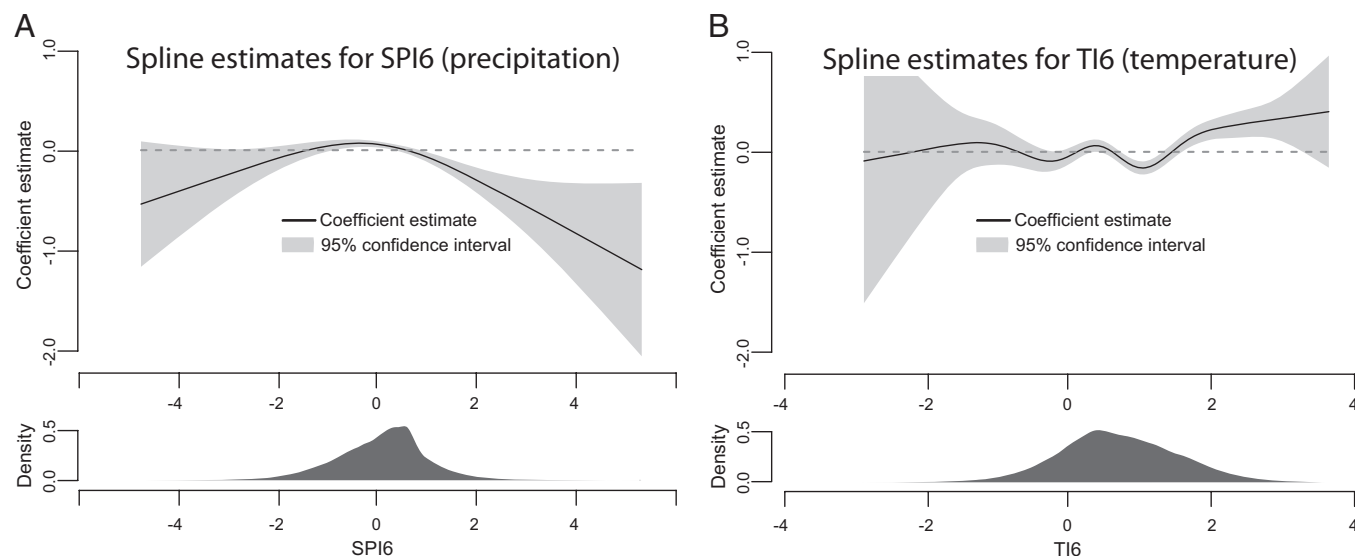 A
Spline estimates for SPI6 (precipitation)
1.0
0.0
-1.0
-2.0
Coefficient estimate
Coefficient estimate
95% confidence interval
-4 -2 0 2 4
Density
0.5
0.0
-4 -2 0 2 4
SPI6
B
Spline estimates for TI6 (temperature)
1.0
0.0
-1.0
-2.0
Coefficient estimate
Coefficient estimate
95% confidence interval
-4 -2 0 2 4
Density
0.5
0.0
-4 -2 0 2 4
TI6